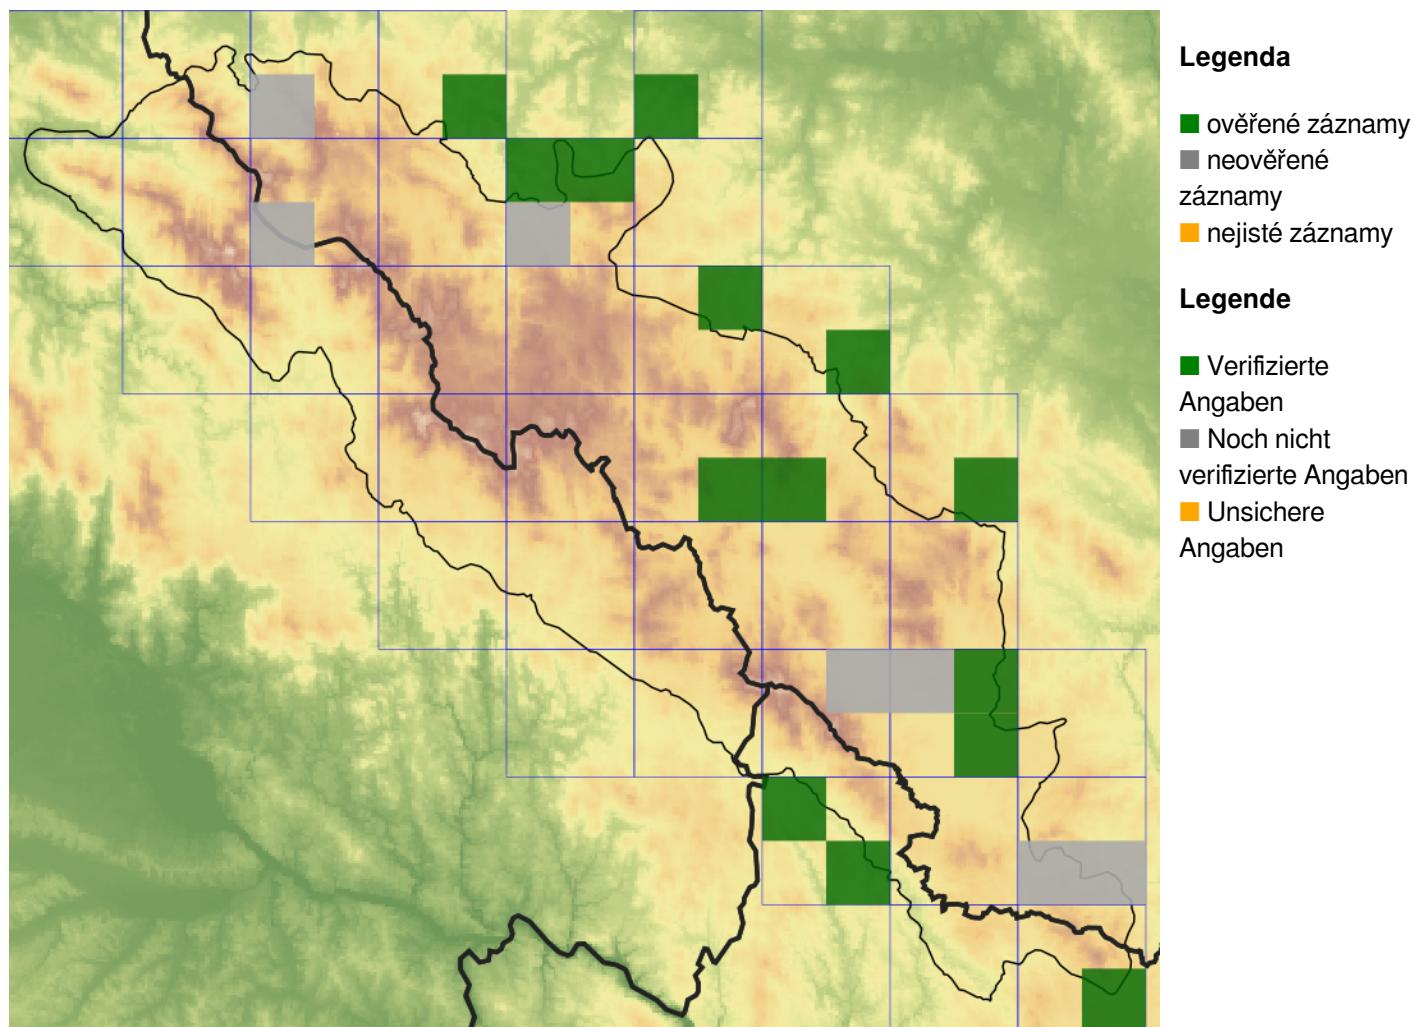 Legenda
ověřené záznamy
neověřené
záznamy
nejisté záznamy
Legende
Verifizierte
Angaben
Noch nicht
verifizierte Angaben
Unsichere
Angaben